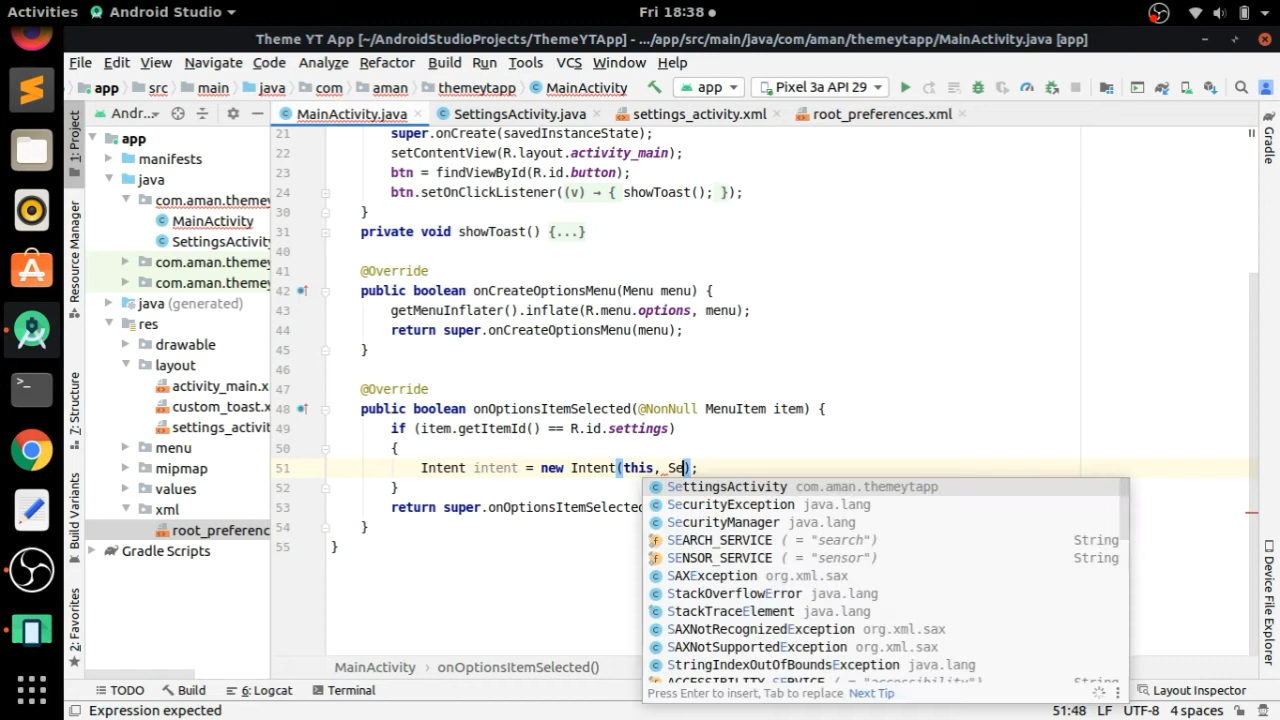 Activities Android Studio Fri 18:38
Theme YT App [~/AndroidStudioProjects/ThemeYTApp] - .../app/src/main/java/com/aman/themeytapp/MainActivity.java [app]
File Edit View Navigate Code Analyze Refactor Build Run Tools VCS Window Help
app src main java com aman themeytapp MainActivity app Pixel 3a API 29
Andr... MainActivity.java SettingsActivity.java settings_activity.xml root_preferences.xml
1: Project
Resource Manager
7: Structure
Build Variants
2: Favorites
app
manifests
java
com.aman.themey
MainActivity
SettingsActivity
com.aman.themey
com.aman.themey
java (generated)
res
drawable
layout
activity_main.x
custom_toast.x
settings_activit
menu
mipmap
values
xml
root_preferenc
Gradle Scripts
21 super.onCreate(savedInstanceState);
22 setContentView(R.layout.activity_main);
23 btn = findViewById(R.id.button);
24 btn.setOnClickListener((v) → { showToast(); });
30 }
31 private void showToast() {...}
40
41 @Override
42 public boolean onCreateOptionsMenu(Menu menu) {
43 getMenuInflater().inflate(R.menu.options, menu);
44 return super.onCreateOptionsMenu(menu);
45 }
46
47 @Override
48 public boolean onOptionsItemSelected(@NonNull MenuItem item) {
49 if (item.getItemId() == R.id.settings)
50 {
51 Intent intent = new Intent(this, Se);
52 }
53 return super.onOptionsItemSelected
54 }
55 }
SettingsActivity com.aman.themeytapp
SecurityException java.lang
SecurityManager java.lang
SEARCH_SERVICE ( = "search") String
SENSOR_SERVICE ( = "sensor") String
SAXException org.xml.sax
StackOverflowError java.lang
StackTraceElement java.lang
SAXNotRecognizedException org.xml.sax
SAXNotSupportedException org.xml.sax
StringIndexOutOfBoundsException java.lang
ACCESSIBILITY_SERVICE ( = "accessibility") String
Press Enter to insert, Tab to replace Next Tip
Gradle
Device File Explorer
MainActivity onOptionsItemSelected()
TODO Build 6: Logcat Terminal Layout Inspector
Expression expected 51:48 LF UTF-8 4 spaces